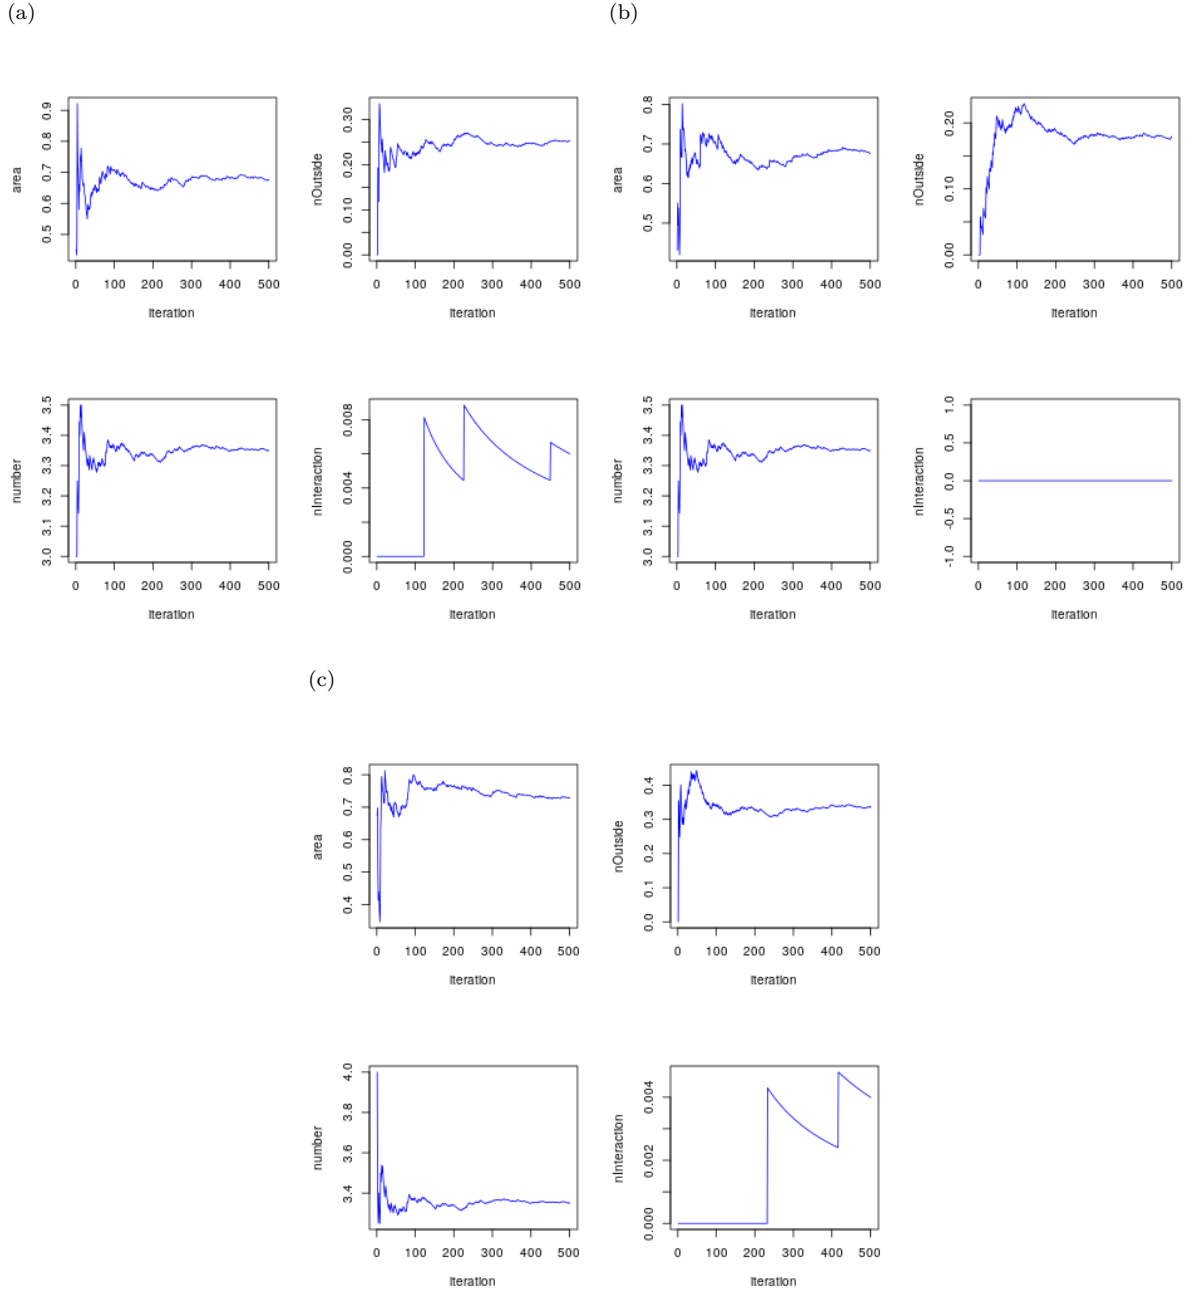 (a)
(b)
area
0.5 0.6 0.7 0.8 0.9
0 100 200 300 400 500
Iteration
nOutside
0.00 0.10 0.20 0.30
0 100 200 300 400 500
Iteration
area
0.5 0.6 0.7 0.8
0 100 200 300 400 500
Iteration
nOutside
0.00 0.10 0.20
0 100 200 300 400 500
Iteration
number
3.0 3.1 3.2 3.3 3.4 3.5
0 100 200 300 400 500
Iteration
nInteraction
0.000 0.004 0.008
0 100 200 300 400 500
Iteration
number
3.0 3.1 3.2 3.3 3.4 3.5
0 100 200 300 400 500
Iteration
nInteraction
-1.0 -0.5 0.0 0.5 1.0
0 100 200 300 400 500
Iteration
(c)
area
0.4 0.5 0.6 0.7 0.8
0 100 200 300 400 500
Iteration
nOutside
0.0 0.1 0.2 0.3 0.4
0 100 200 300 400 500
Iteration
number
3.4 3.6 3.8 4.0
0 100 200 300 400 500
Iteration
nInteraction
0.000 0.002 0.004
0 100 200 300 400 500
Iteration